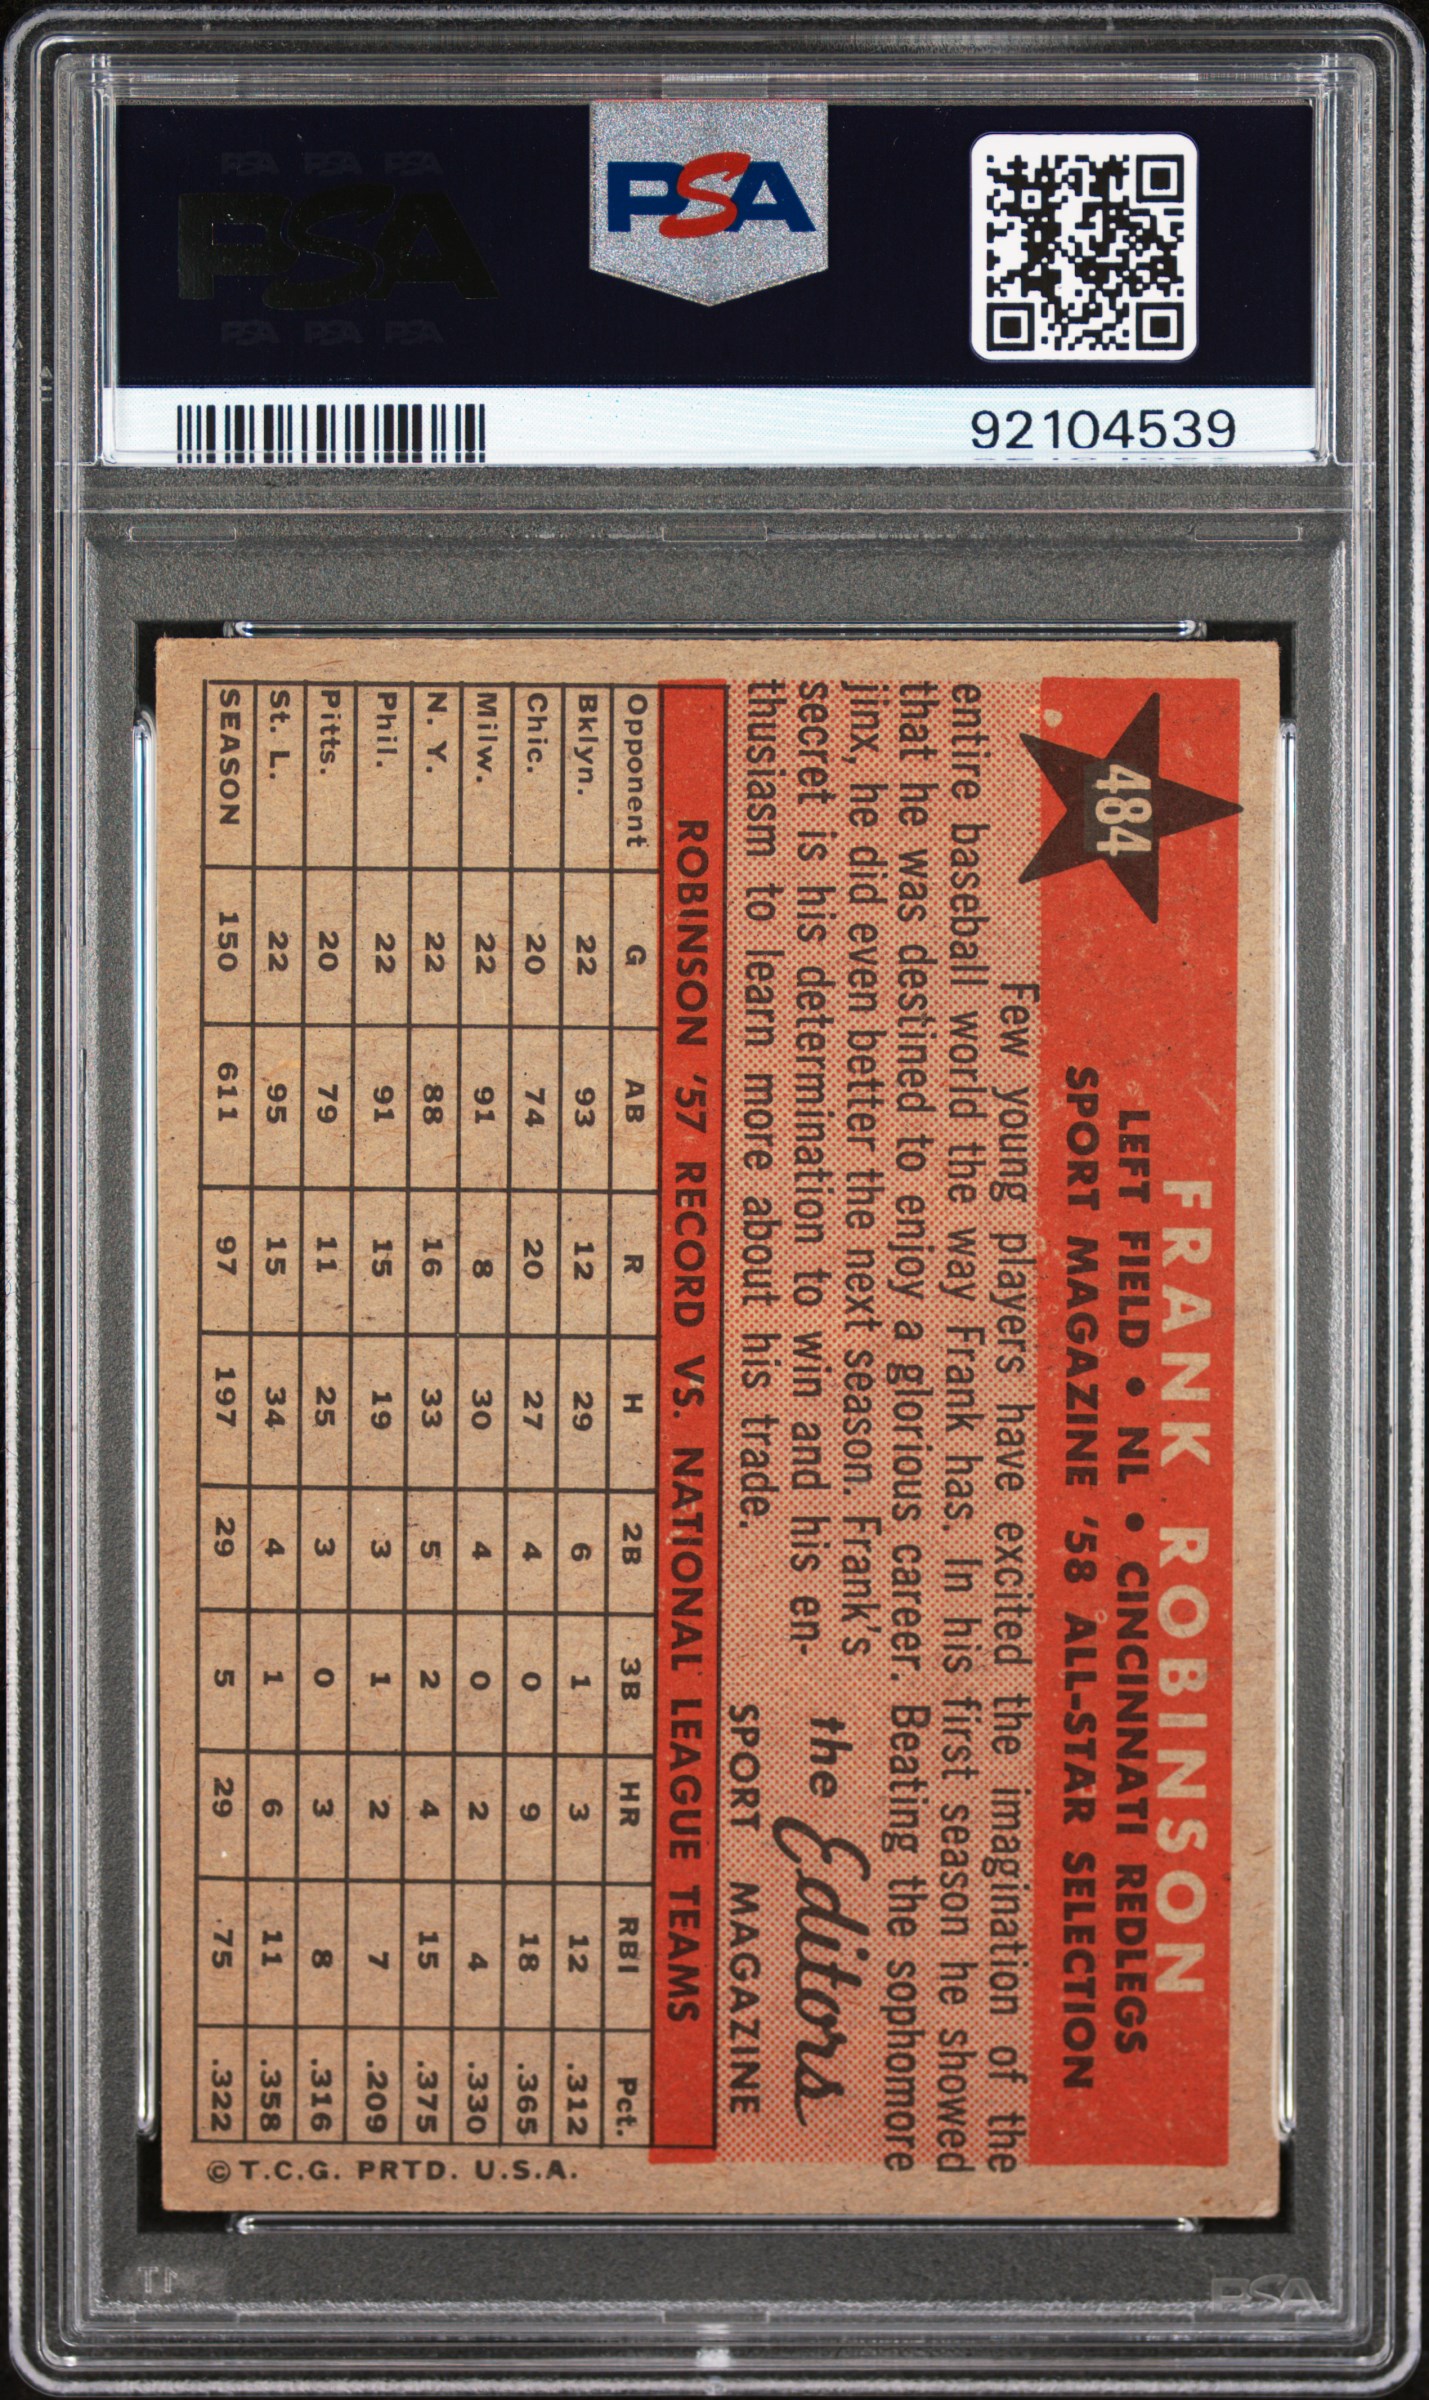 PSA PSA PSA
PSA
PSA PSA PSA
PSA
92104539
484
FRANK ROBINSON
LEFT FIELD • NL • CINCINNATI REDLEGS
SPORT MAGAZINE '58 ALL-STAR SELECTION
Few young players have excited the imagination of the
entire baseball world the way Frank has. In his first season he showed
that he was destined to enjoy a glorious career. Beating the sophomore
jinx, he did even better the next season. Frank's
secret is his determination to win and his en-
thusiasm to learn more about his trade.
the Editors
SPORT MAGAZINE
ROBINSON '57 RECORD VS. NATIONAL LEAGUE TEAMS
Opponent G AB R H 2B 3B HR RBI Pct.
Bklyn. 22 93 12 29 6 1 3 12 .312
Chic. 20 74 20 27 4 0 9 18 .365
Milw. 22 91 8 30 4 0 2 4 .330
N. Y. 22 88 16 33 5 2 4 15 .375
Phil. 22 91 15 19 3 1 2 7 .209
Pitts. 20 79 11 25 3 0 3 8 .316
St. L. 22 95 15 34 4 1 6 11 .358
SEASON 150 611 97 197 29 5 29 75 .322
© T.C.G. PRTD. U.S.A.
PSA